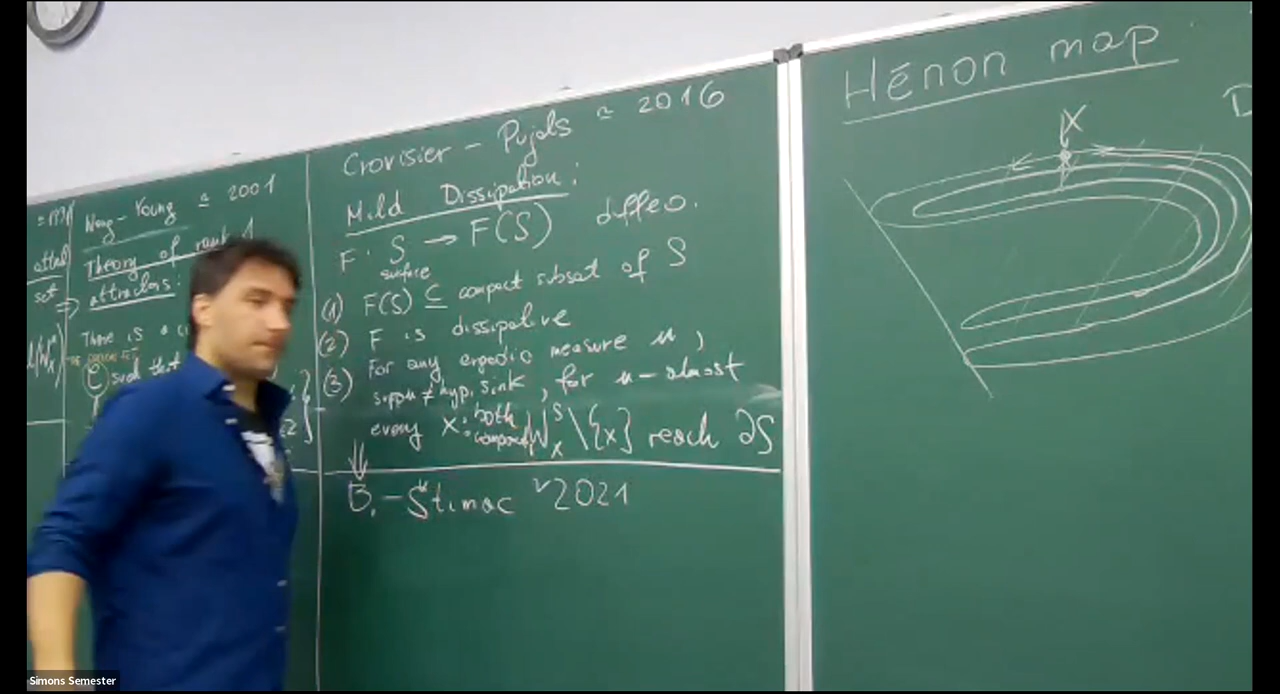 Wang-Young ≈ 2001
Theory of rank 1
attractors:
There is a
such that
Crovisier - Pujals ≈ 2016
Mild Dissipation:
F: S → F(S) diffeo.
surface
(1) F(S) ⊆ compact subset of S
(2) F is dissipative
(3) For any ergodic measure μ,
supp μ ≠ hyp. sink, for μ-almost
every x: both W^s_x \ {x} reach ∂S
B. - Štimac ~2021
Hénon map
X
Simons Semester